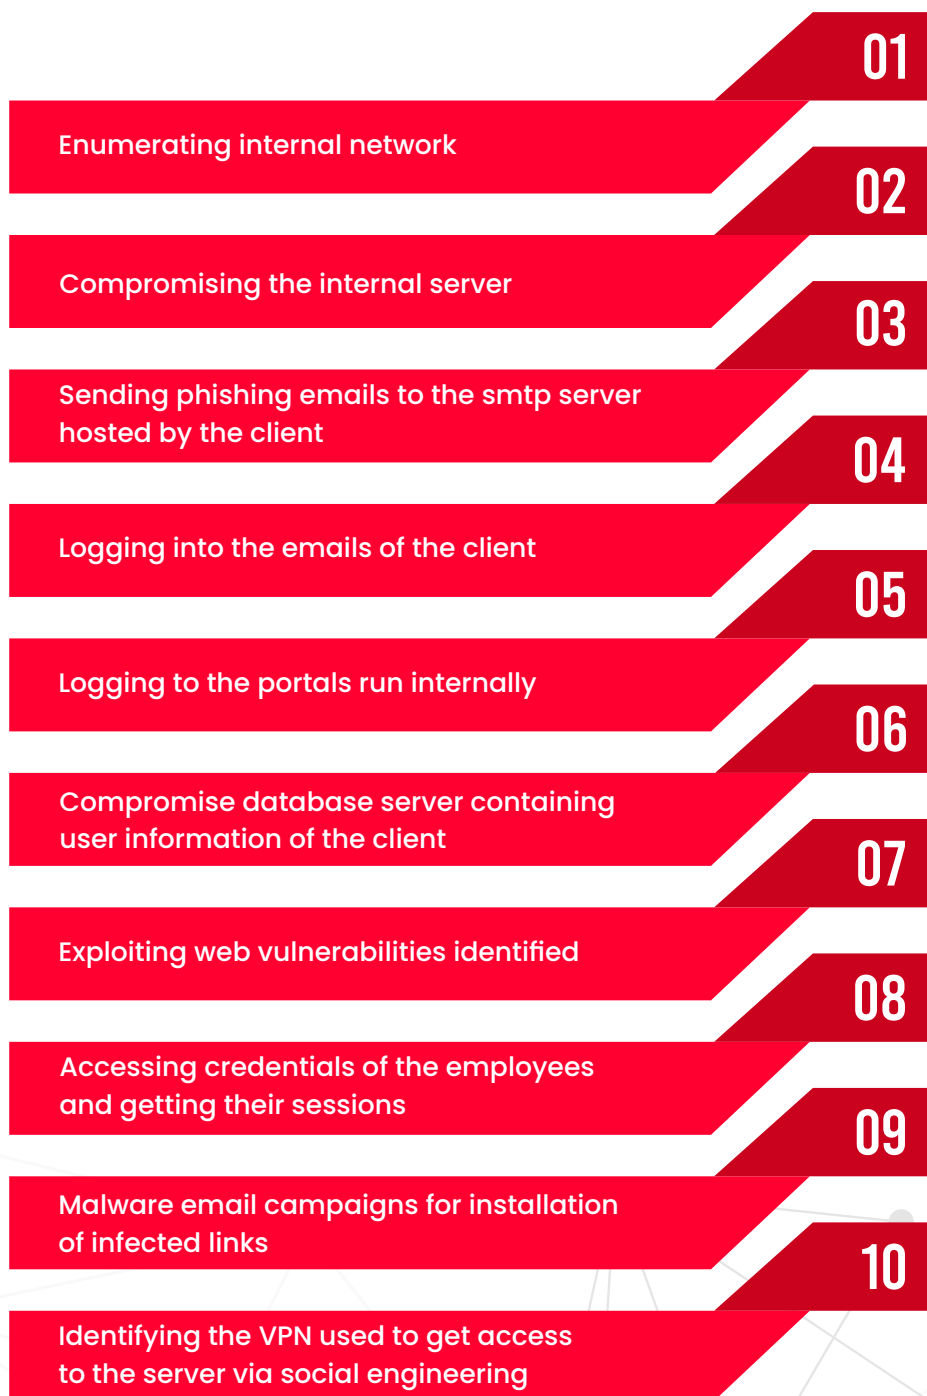 01
Enumerating internal network
02
Compromising the internal server
03
Sending phishing emails to the smtp server
hosted by the client
04
Logging into the emails of the client
05
Logging to the portals run internally
06
Compromise database server containing
user information of the client
07
Exploiting web vulnerabilities identified
08
Accessing credentials of the employees
and getting their sessions
09
Malware email campaigns for installation
of infected links
10
Identifying the VPN used to get access
to the server via social engineering